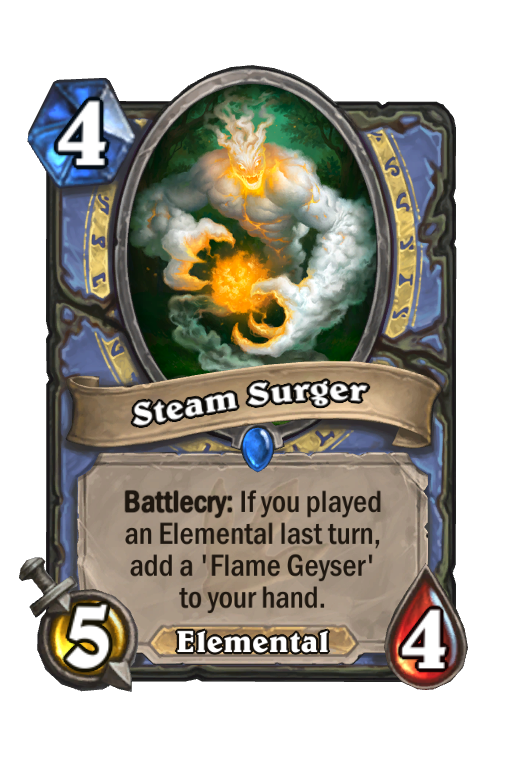 4
Steam Surger
Battlecry: If you played
an Elemental last turn,
add a 'Flame Geyser'
to your hand.
5
Elemental
4